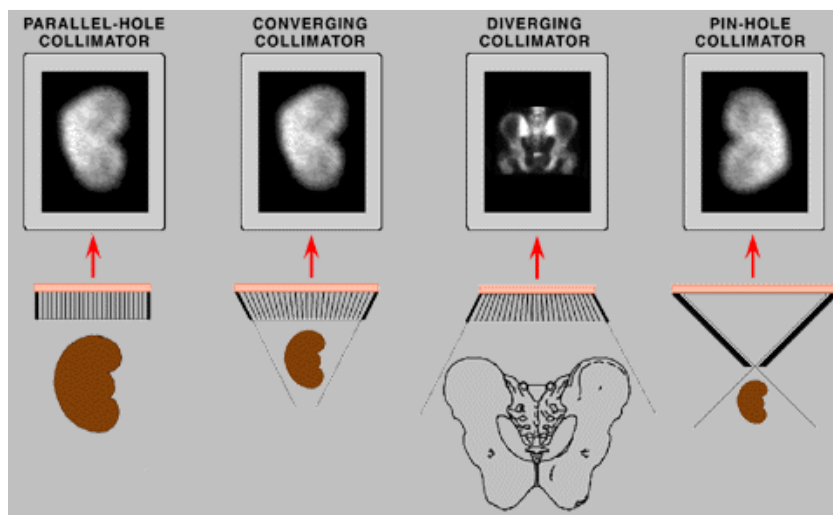 PARALLEL-HOLE
COLLIMATOR
CONVERGING
COLLIMATOR
DIVERGING
COLLIMATOR
PIN-HOLE
COLLIMATOR